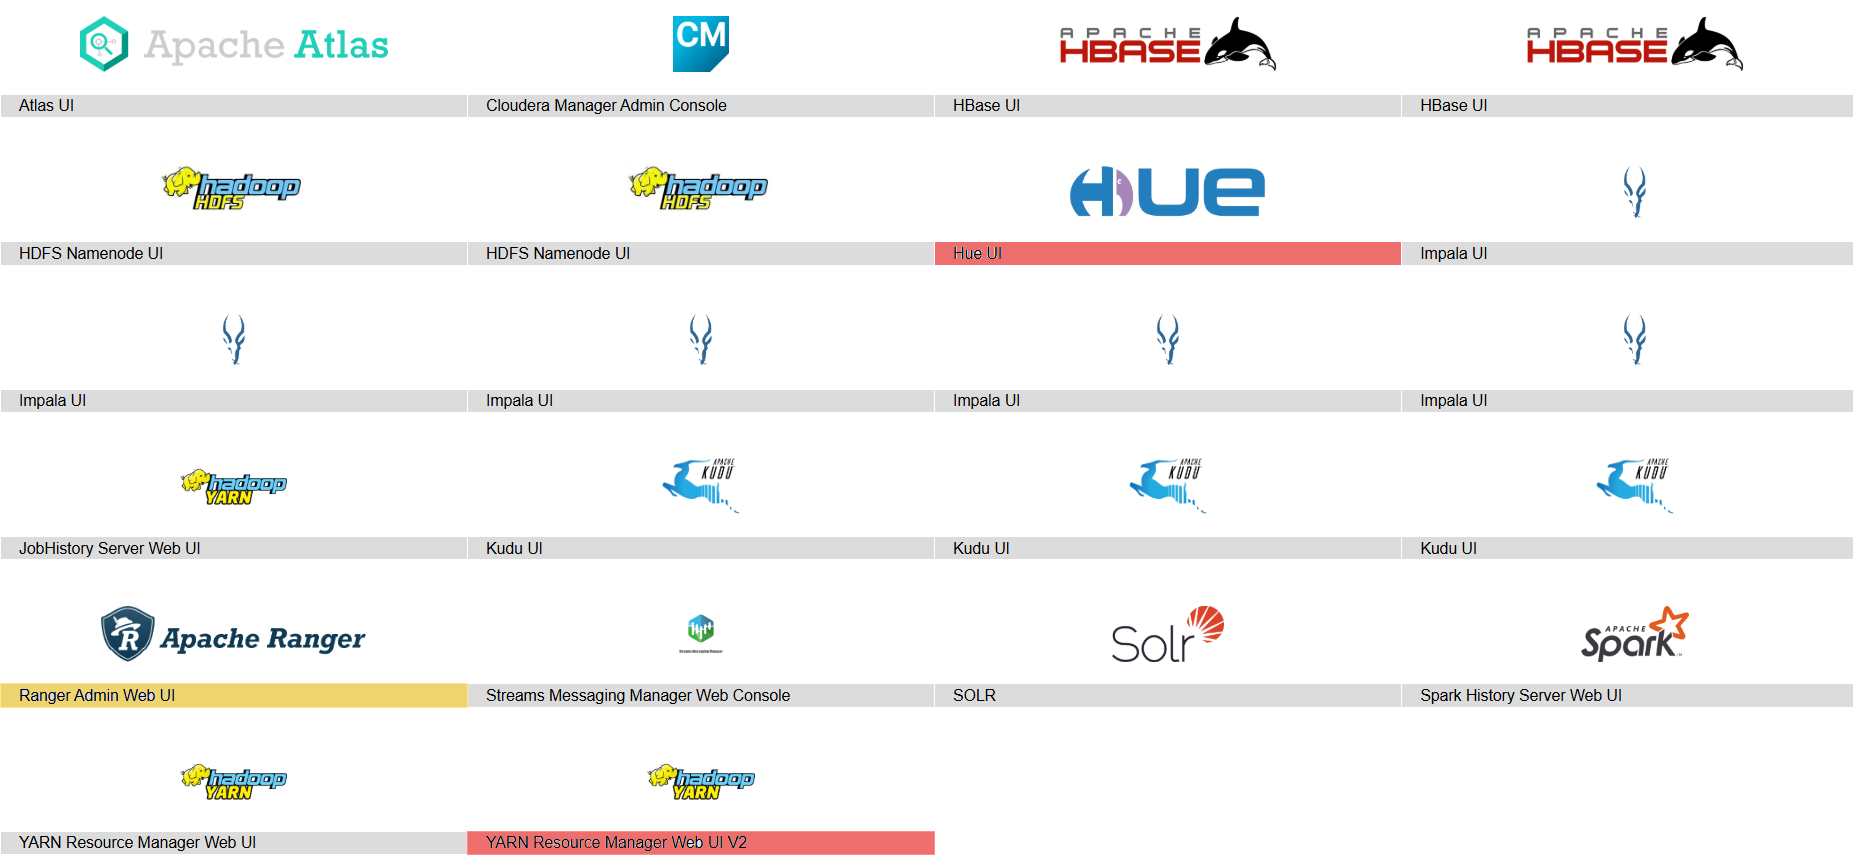 Apache Atlas
CM
APACHE
HBASE
APACHE
HBASE
Atlas UI
Cloudera Manager Admin Console
HBase UI
HBase UI
hadoop
HDFS
hadoop
HDFS
HUE
HDFS Namenode UI
HDFS Namenode UI
Hue UI
Impala UI
Impala UI
Impala UI
Impala UI
Impala UI
hadoop
YARN
APACHE
KUDU
APACHE
KUDU
APACHE
KUDU
JobHistory Server Web UI
Kudu UI
Kudu UI
Kudu UI
R
Apache Ranger
Streams Messaging Manager
Solr
APACHE
Spark
Ranger Admin Web UI
Streams Messaging Manager Web Console
SOLR
Spark History Server Web UI
hadoop
YARN
hadoop
YARN
YARN Resource Manager Web UI
YARN Resource Manager Web UI V2